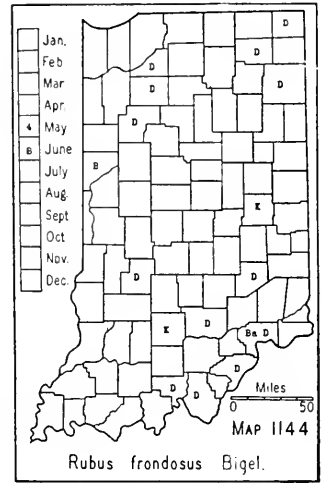 Jan.
Feb
Mar
Apr.
4 May
8 June
July
Aug.
Sept
Oct
Nov.
Dec.
D
D
D
D
D
D
B
K
D
D
K
D
Ba D
D
D
D
Miles
0 50
MAP 1144
Rubus frondosus Bigel.